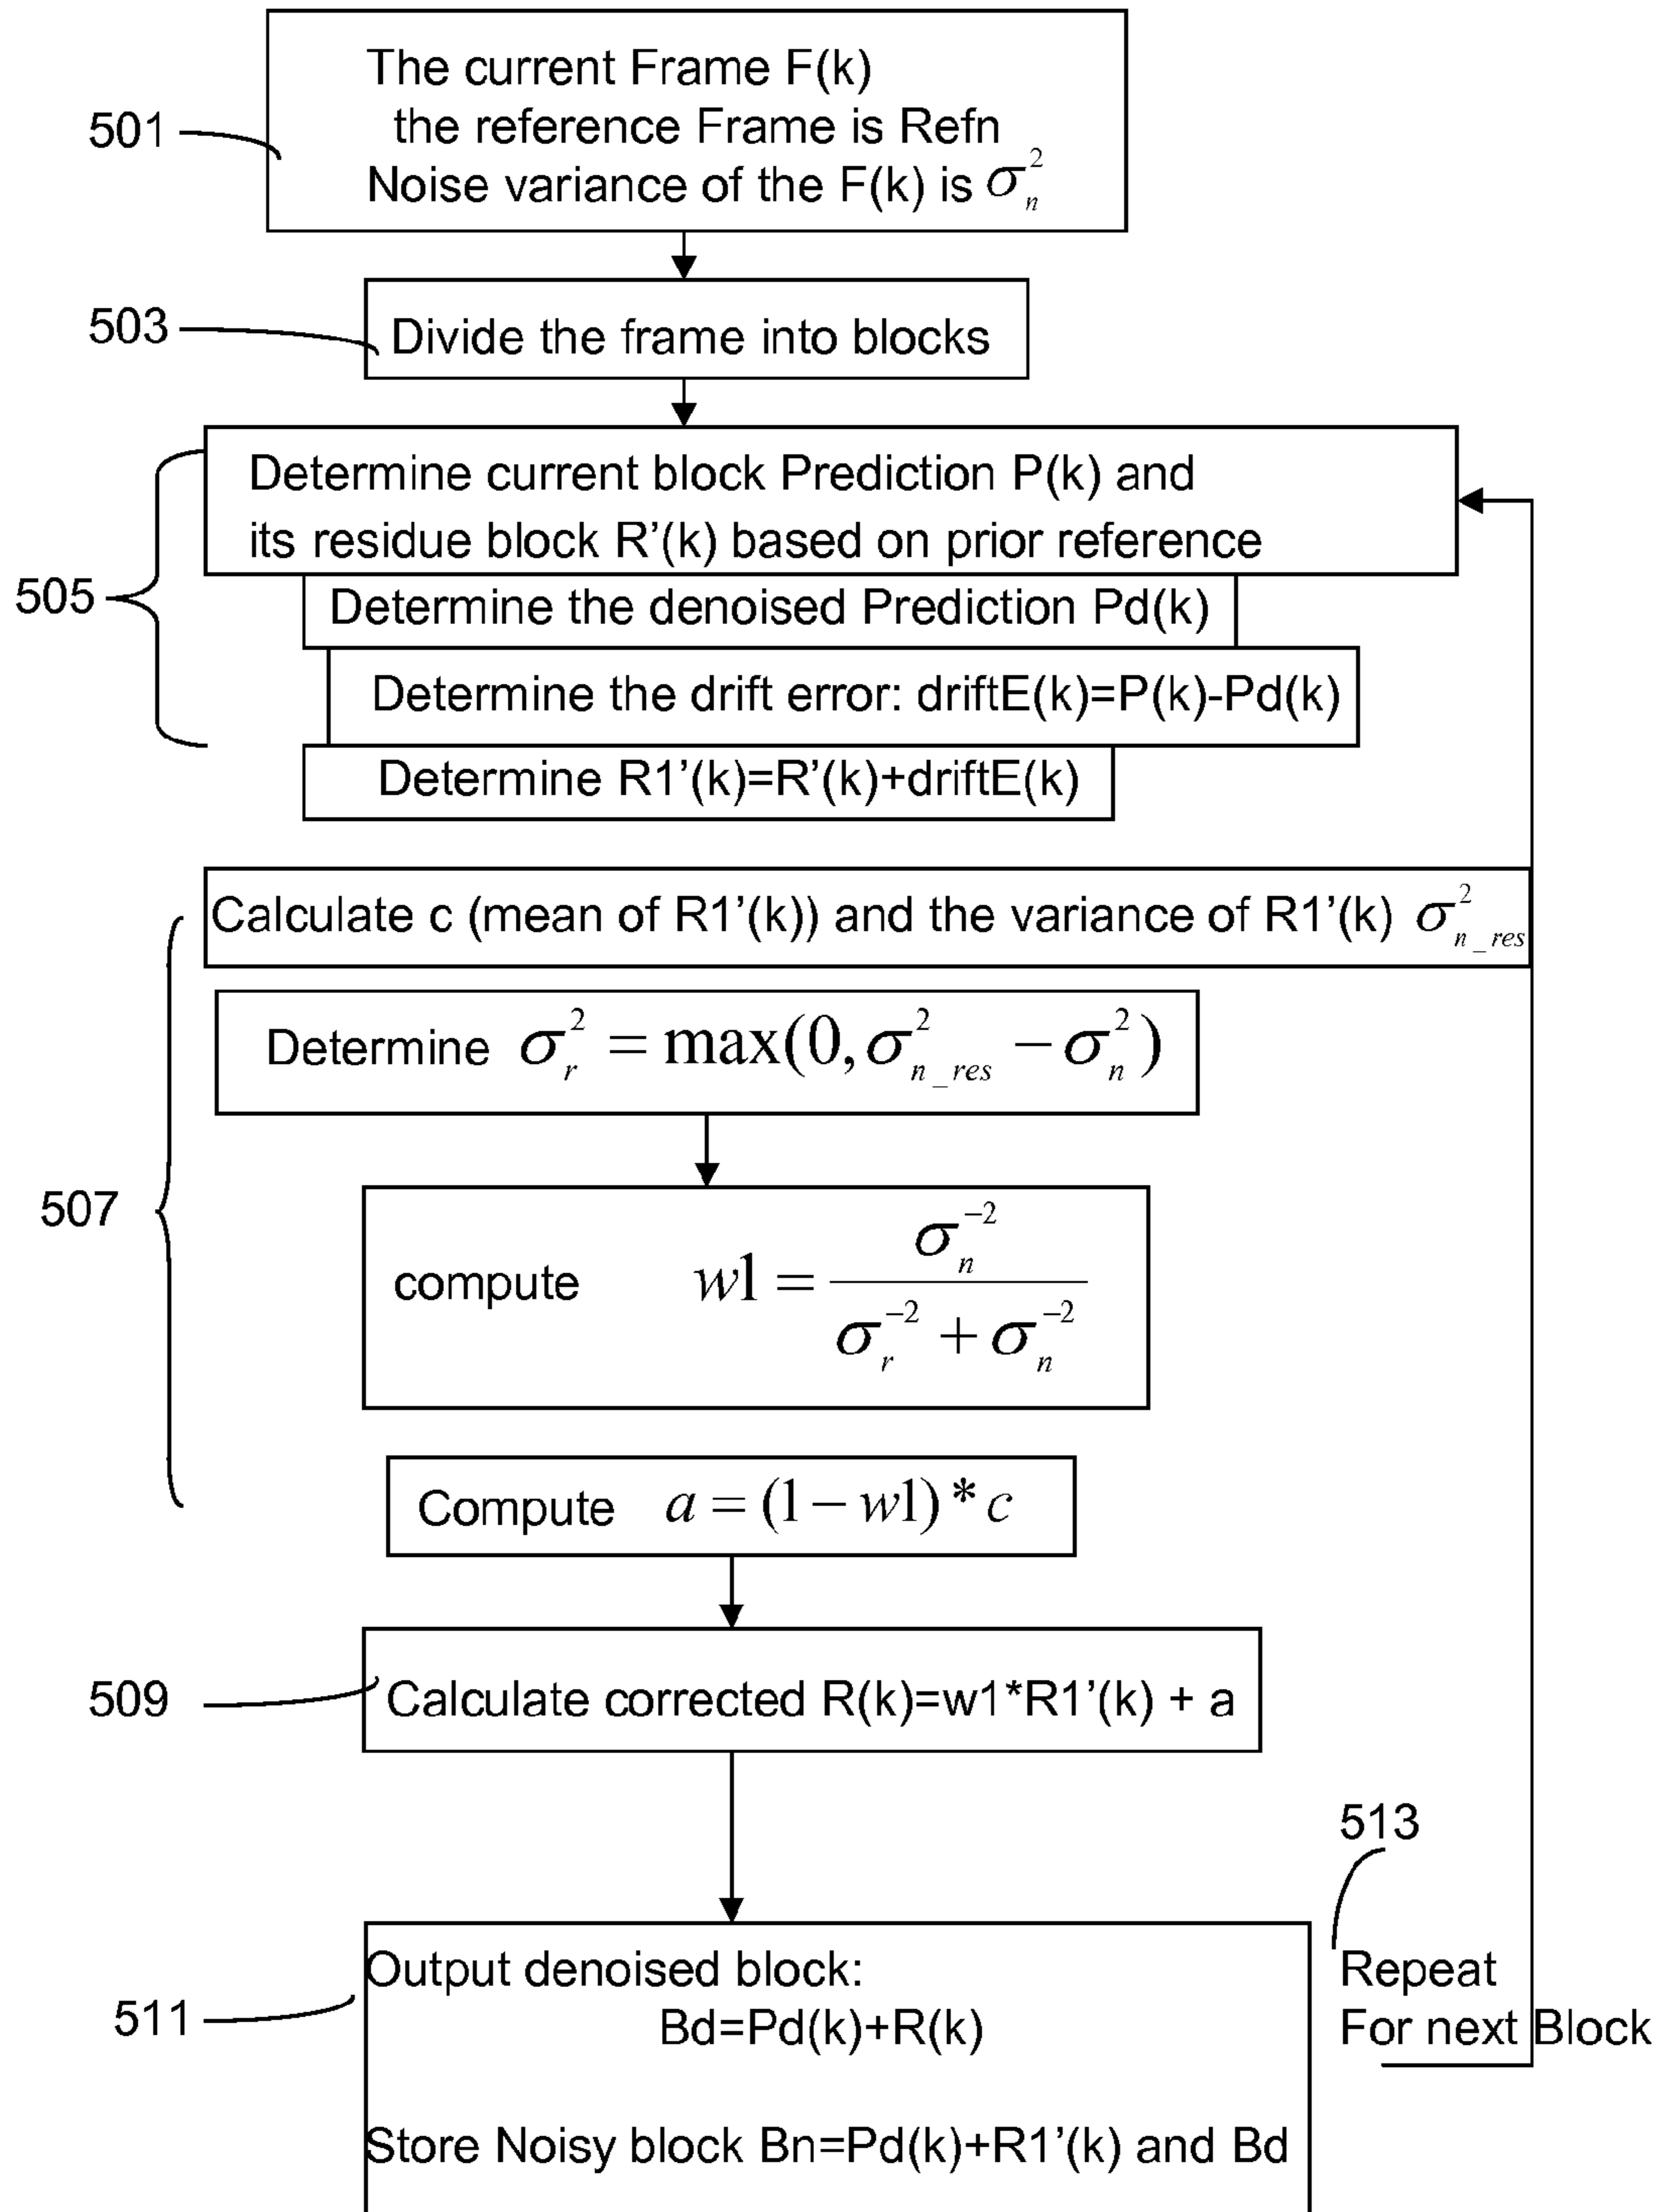 The current Frame F(k)
the reference Frame is Refn
Noise variance of the F(k) is σ_n^2
501
503
Divide the frame into blocks
Determine current block Prediction P(k) and
its residue block R’(k) based on prior reference
505
Determine the denoised Prediction Pd(k)
Determine the drift error: driftE(k)=P(k)-Pd(k)
Determine R1’(k)=R’(k)+driftE(k)
Calculate c (mean of R1’(k)) and the variance of R1’(k) σ_{n_res}^2
Determine σ_r^2 = max(0, σ_{n_res}^2 − σ_n^2)
507
compute w1 = σ_n^{-2} / (σ_r^{-2} + σ_n^{-2})
Compute a = (1 − w1) * c
509
Calculate corrected R(k)=w1*R1’(k) + a
513
Repeat
For next Block
511
Output denoised block:
Bd=Pd(k)+R(k)
Store Noisy block Bn=Pd(k)+R1’(k) and Bd